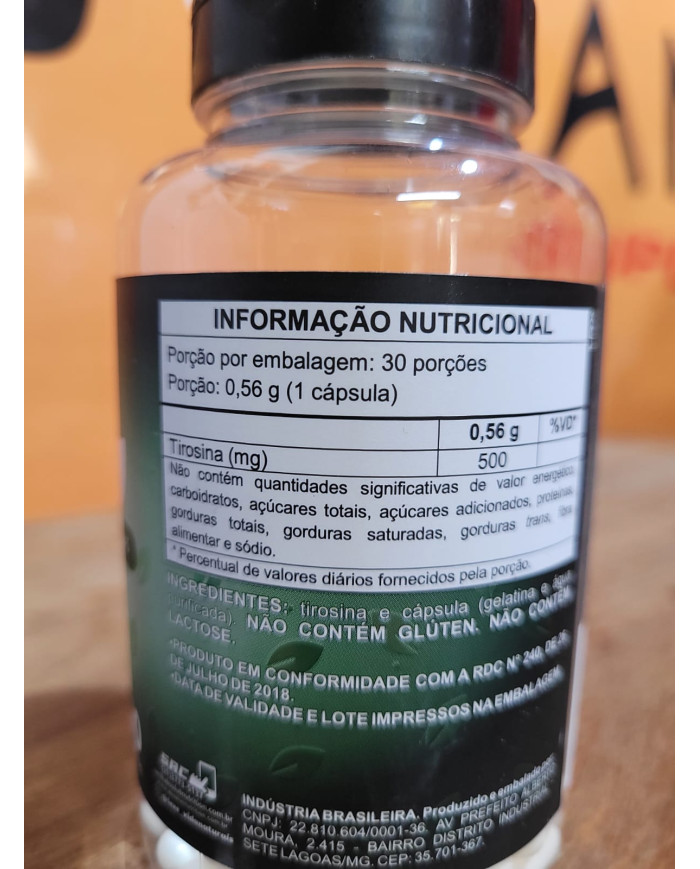 INFORMAÇÃO NUTRICIONAL
Porção por embalagem: 30 porções
Porção: 0,56 g (1 cápsula)
0,56 g %VD*
Tirosina (mg) 500
Não contém quantidades significativas de valor energético,
carboidratos, açúcares totais, açúcares adicionados, proteínas,
gorduras totais, gorduras saturadas, gorduras trans, fibra
alimentar e sódio.
* Percentual de valores diários fornecidos pela porção.
INGREDIENTES: tirosina e cápsula (gelatina e água
purificada). NÃO CONTÉM GLÚTEN. NÃO CONTÉM
LACTOSE.
•PRODUTO EM CONFORMIDADE COM A RDC N° 240, DE 26
DE JULHO DE 2018.
•DATA DE VALIDADE E LOTE IMPRESSOS NA EMBALAGEM.
INDÚSTRIA BRASILEIRA. Produzido e embalado por:
CNPJ: 22.810.604/0001-36. AV PREFEITO ALBERTO
MOURA, 2.415 - BAIRRO DISTRITO INDUSTRIAL
SETE LAGOAS/MG. CEP: 35.701-367.